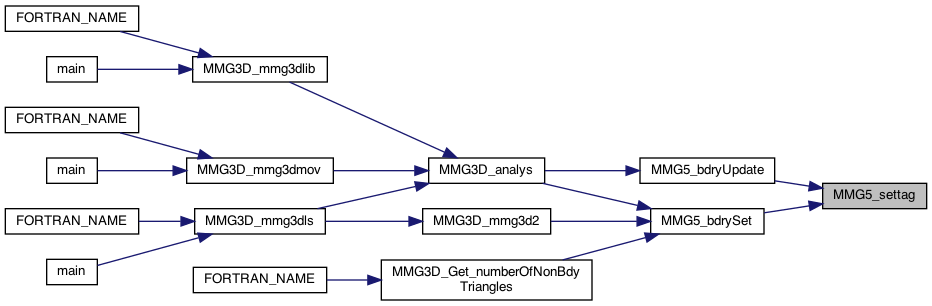 FORTRAN_NAME
main
MMG3D_mmg3dlib
FORTRAN_NAME
main
MMG3D_mmg3dmov
MMG3D_analys
MMG5_bdryUpdate
MMG5_settag
FORTRAN_NAME
MMG3D_mmg3dls
MMG3D_mmg3d2
MMG5_bdrySet
main
FORTRAN_NAME
MMG3D_Get_numberOfNonBdy
Triangles